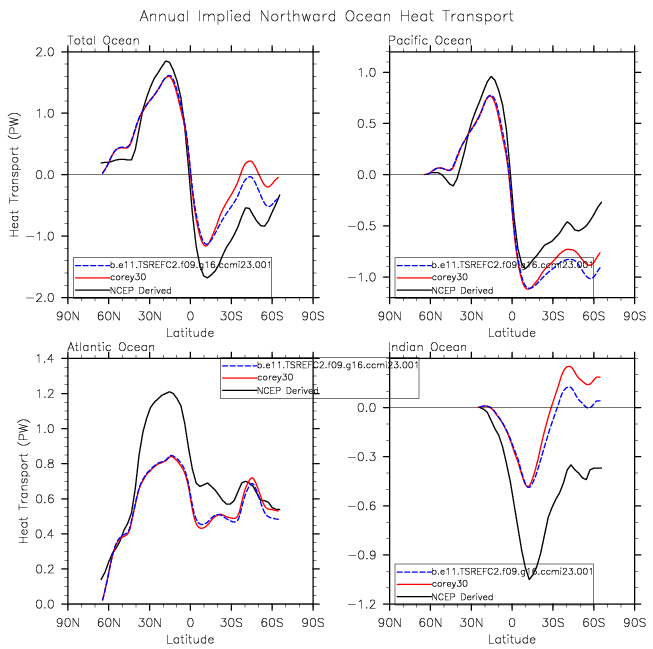 Annual Implied Northward Ocean Heat Transport
Total Ocean
Heat Transport (PW)
2.0
1.0
0.0
−1.0
−2.0
b.e11.TSREFC2.f09.g16.ccmi23.001
corey30
NCEP Derived
90N 60N 30N 0 30S 60S 90S
Latitude
Pacific Ocean
1.0
0.5
0.0
−0.5
−1.0
b.e11.TSREFC2.f09.g16.ccmi23.001
corey30
NCEP Derived
90N 60N 30N 0 30S 60S 90S
Latitude
Atlantic Ocean
Heat Transport (PW)
1.4
1.2
1.0
0.8
0.6
0.4
0.2
0.0
b.e11.TSREFC2.f09.g16.ccmi23.001
corey30
NCEP Derived
90N 60N 30N 0 30S 60S 90S
Latitude
Indian Ocean
0.0
−0.3
−0.6
−0.9
−1.2
b.e11.TSREFC2.f09.g16.ccmi23.001
corey30
NCEP Derived
90N 60N 30N 0 30S 60S 90S
Latitude